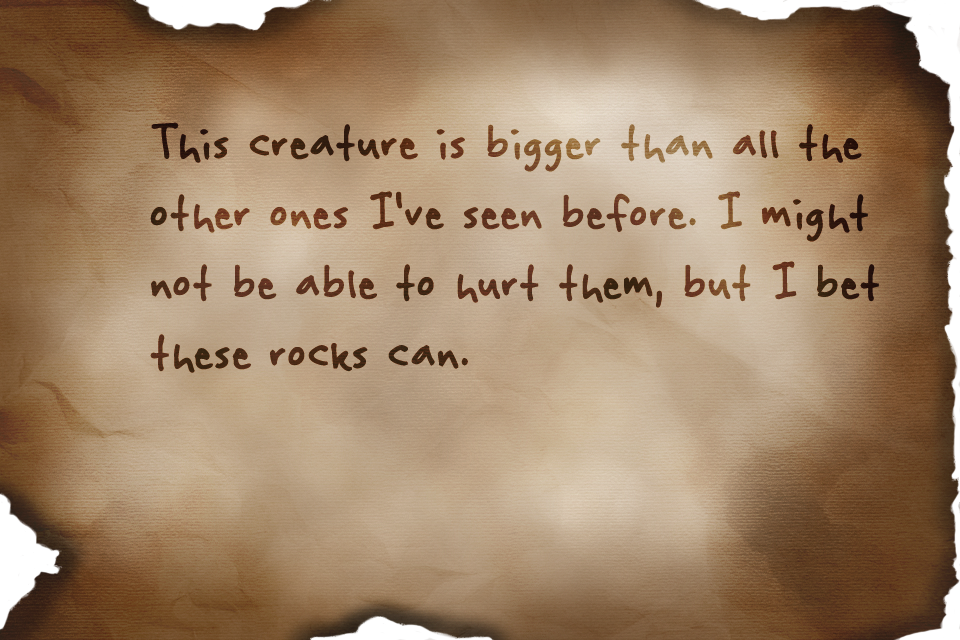 This creature is bigger than all the
other ones I've seen before. I might
not be able to hurt them, but I bet
these rocks can.